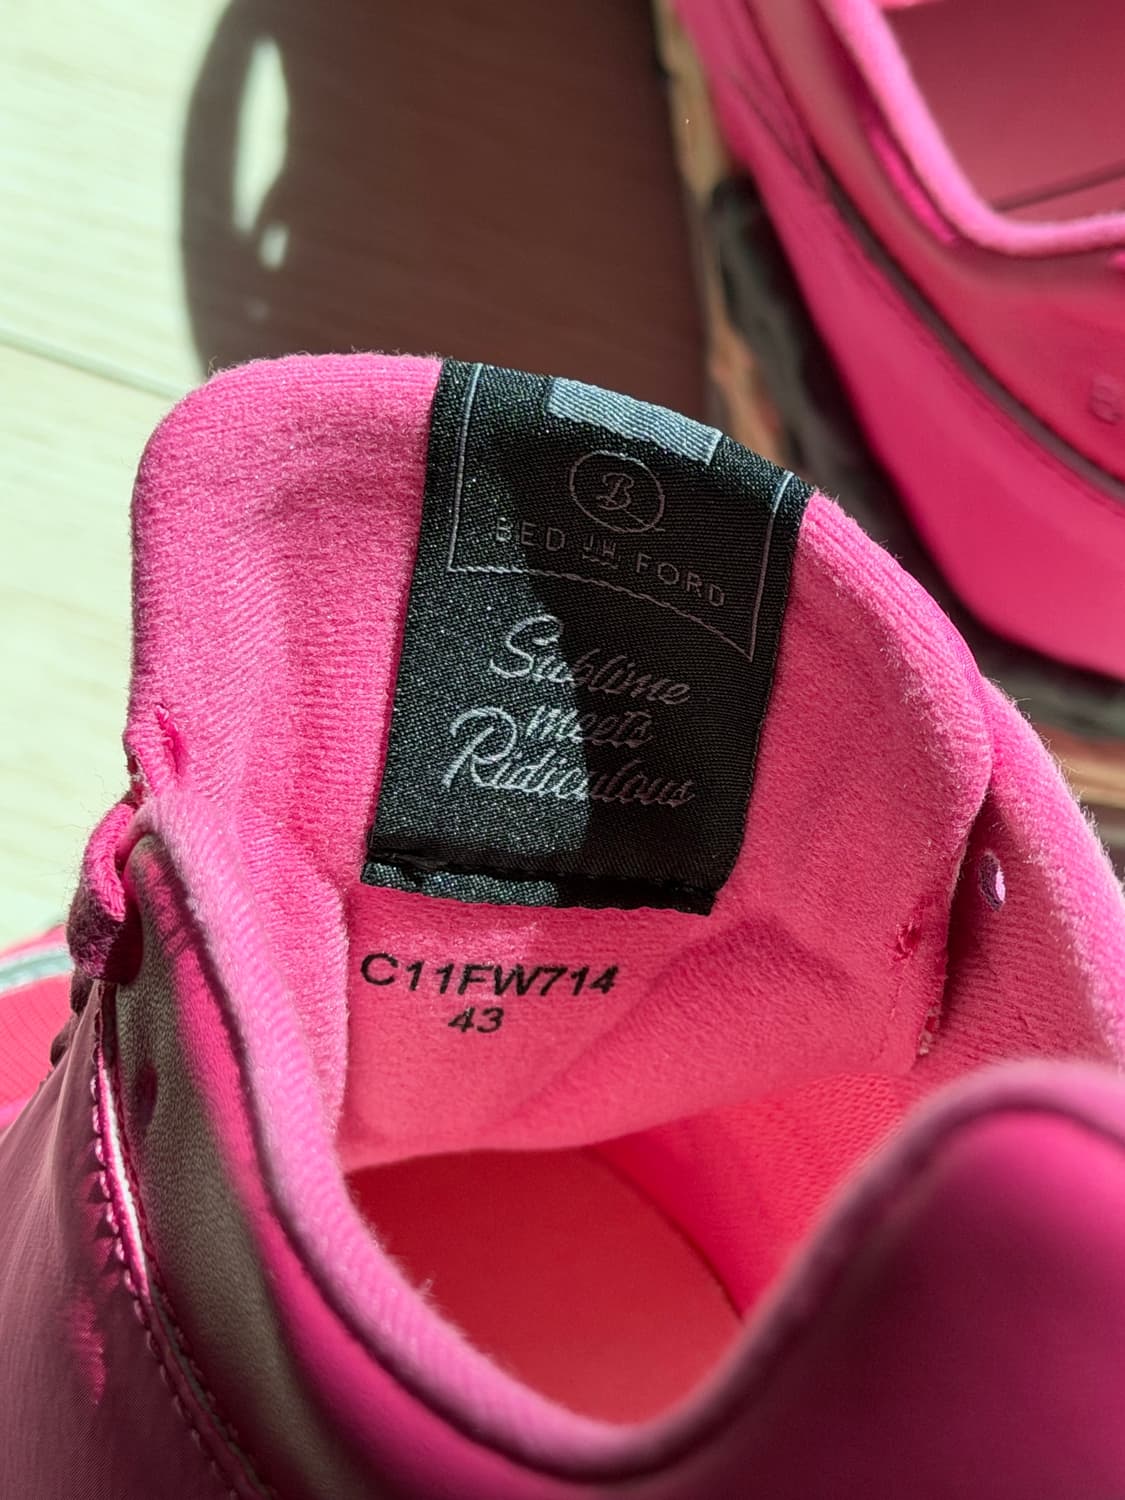 B
BED J.W. FORD
Sublime
meets
Ridiculous
C11FW714
43